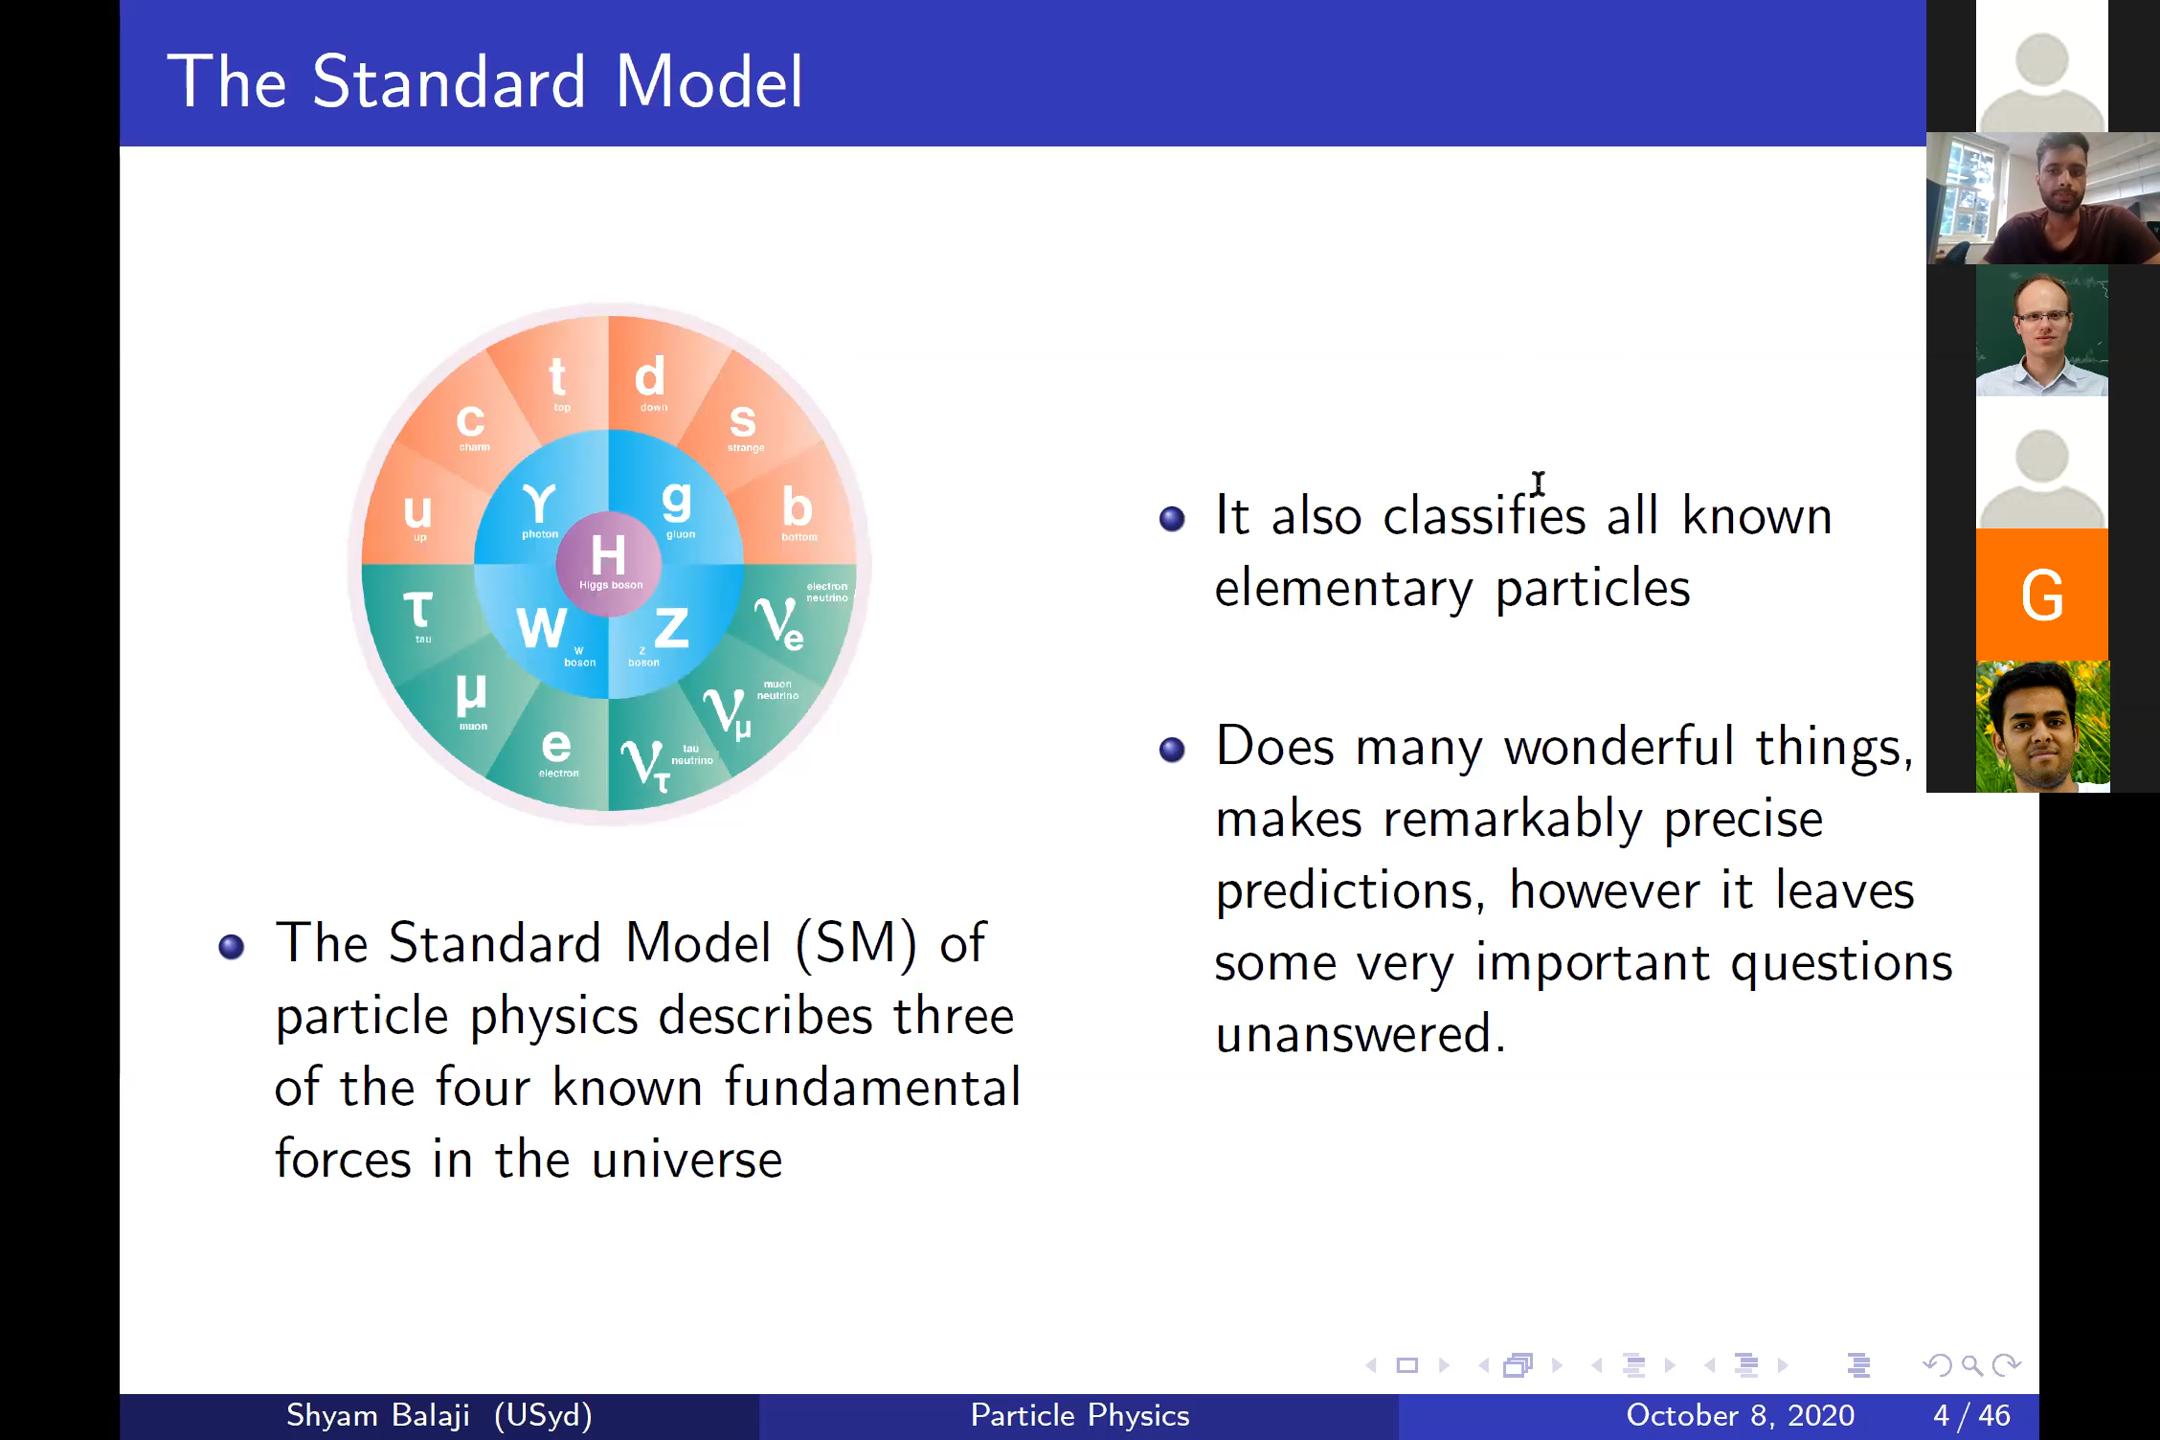 The Standard Model
t
top
d
down
c
charm
s
strange
u
up
γ
photon
g
gluon
b
bottom
H
Higgs boson
τ
tau
W
W
boson
Z
Z
boson
νe
electron
neutrino
μ
muon
νμ
muon
neutrino
e
electron
ντ
tau
neutrino
The Standard Model (SM) of
particle physics describes three
of the four known fundamental
forces in the universe
It also classifies all known
elementary particles
Does many wonderful things,
makes remarkably precise
predictions, however it leaves
some very important questions
unanswered.
G
Shyam Balaji (USyd)
Particle Physics
October 8, 2020
4 / 46